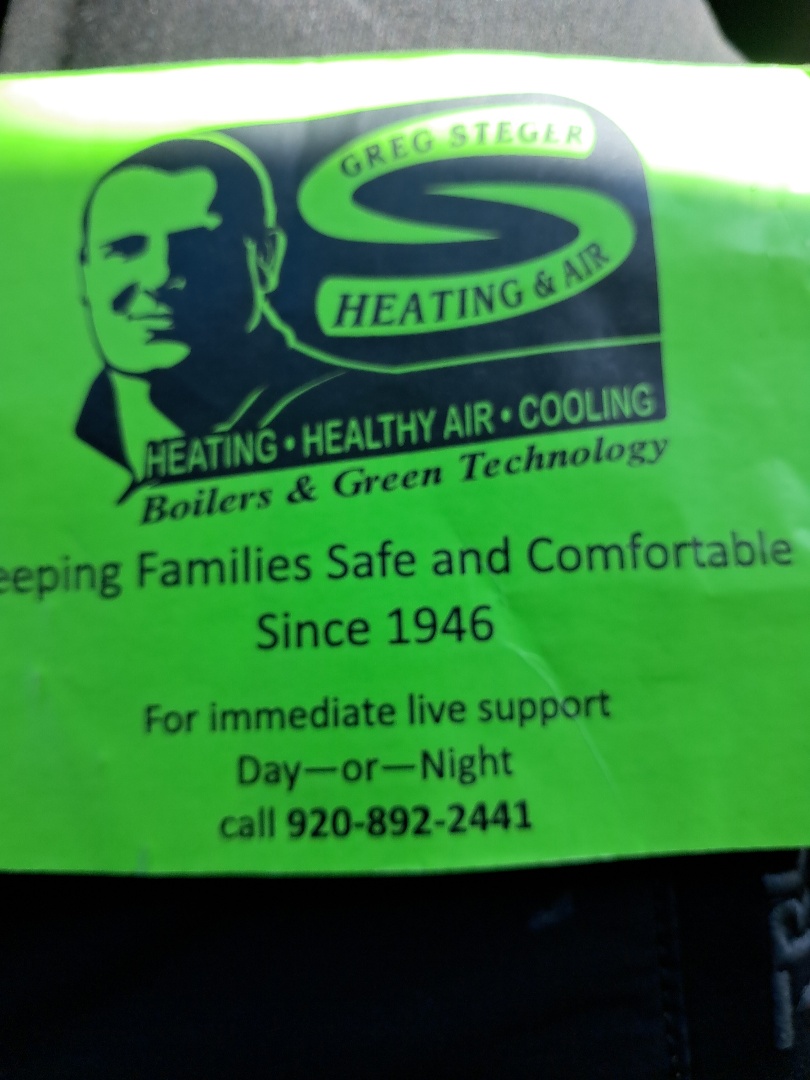 GREG STEGER
HEATING & AIR
HEATING • HEALTHY AIR • COOLING
Boilers & Green Technology
eeping Families Safe and Comfortable
Since 1946
For immediate live support
Day—or—Night
call 920-892-2441